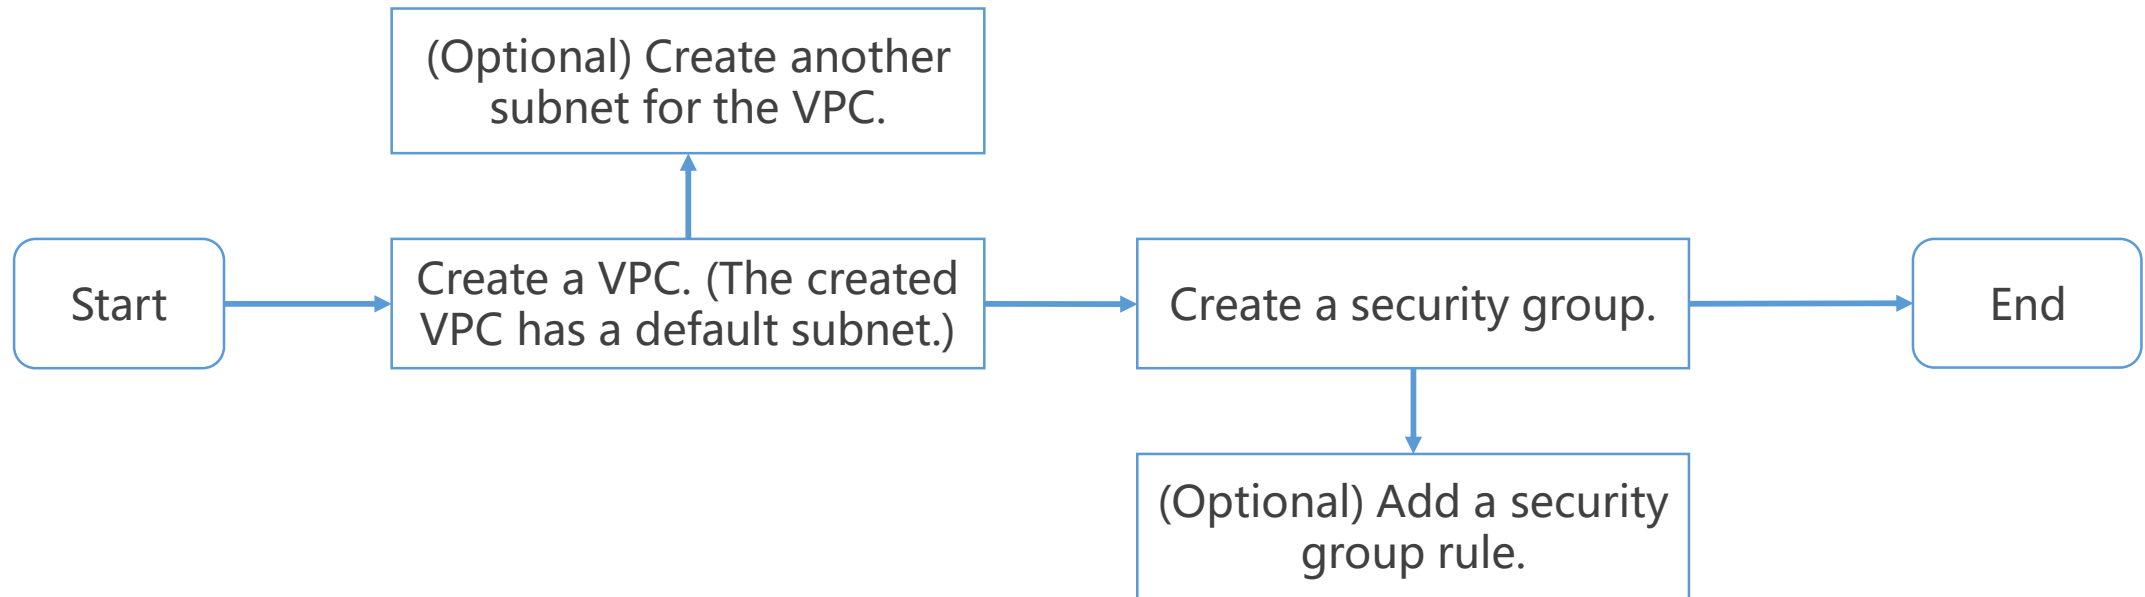 (Optional) Create another
subnet for the VPC.
Start
Create a VPC. (The created
VPC has a default subnet.)
Create a security group.
End
(Optional) Add a security
group rule.